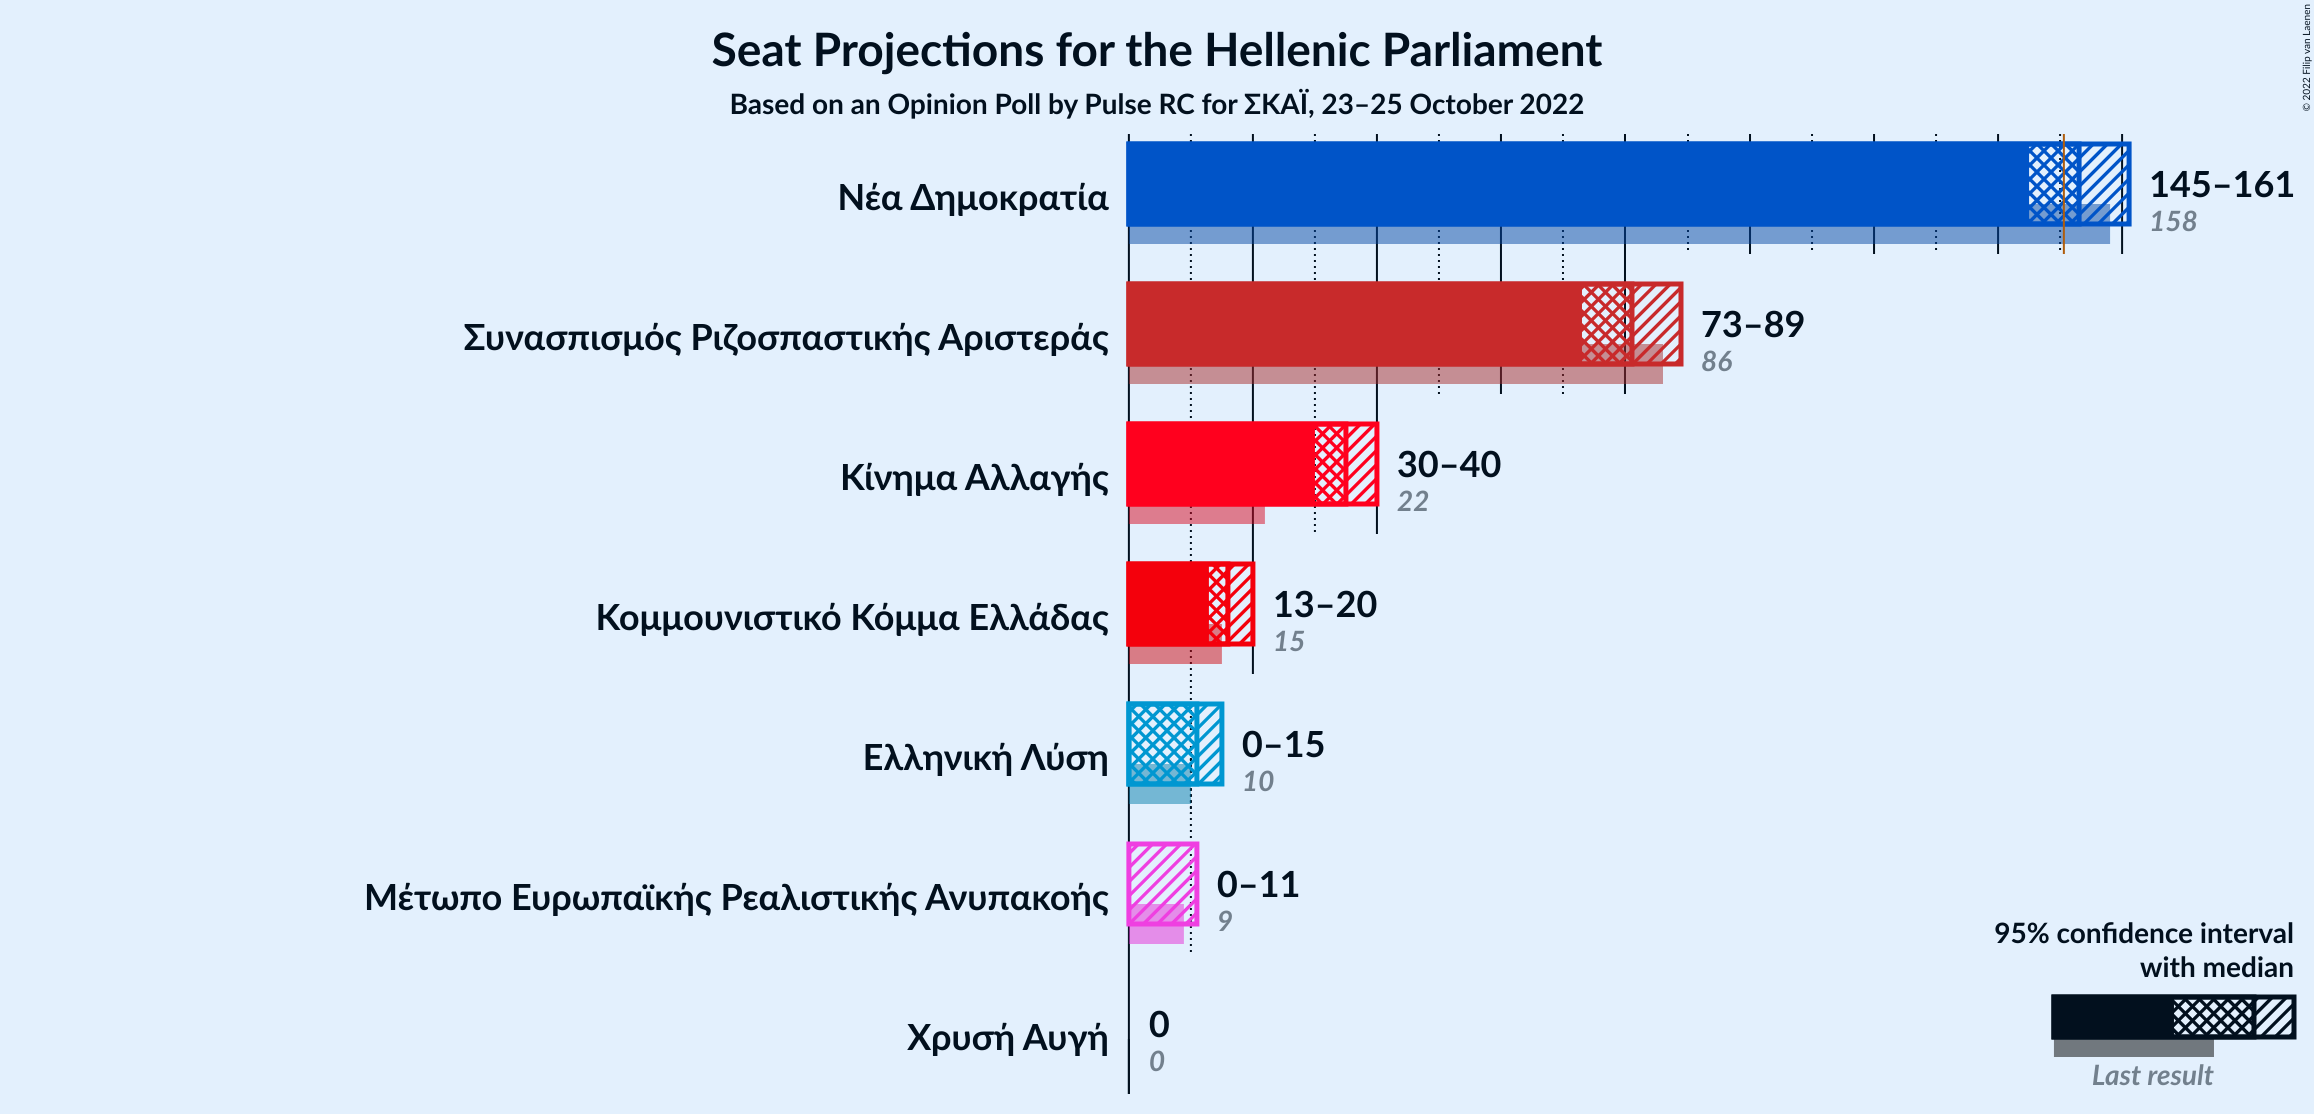 Seat Projections for the Hellenic Parliament
Based on an Opinion Poll by Pulse RC for ΣΚΑΪ, 23–25 October 2022
© 2022 Filip van Laenen
Νέα Δημοκρατία
145–161
158
Συνασπισμός Ριζοσπαστικής Αριστεράς
73–89
86
Κίνημα Αλλαγής
30–40
22
Κομμουνιστικό Κόμμα Ελλάδας
13–20
15
Ελληνική Λύση
0–15
10
Μέτωπο Ευρωπαϊκής Ρεαλιστικής Ανυπακοής
0–11
9
Χρυσή Αυγή
0
0
95% confidence interval
with median
Last result